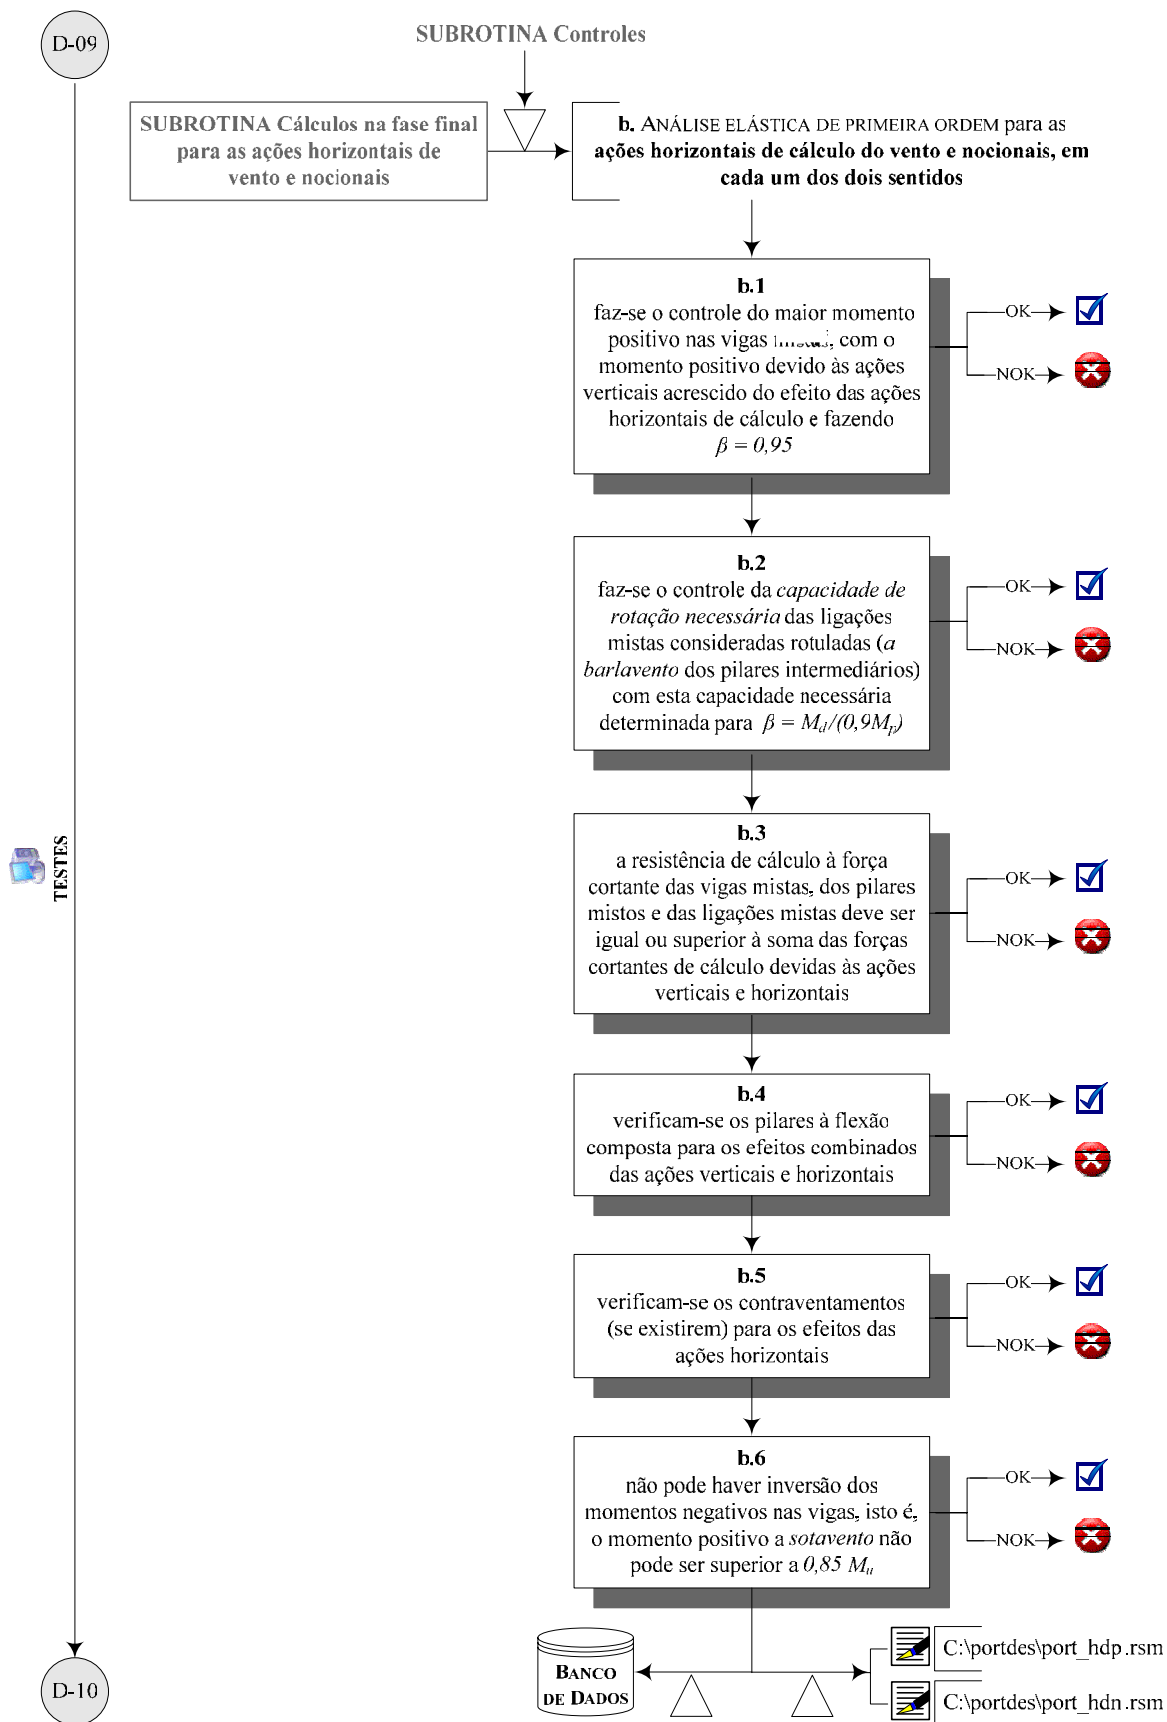 D-09
SUBROTINA Controles
SUBROTINA Cálculos na fase final
para as ações horizontais de
vento e nocionais
b. ANÁLISE ELÁSTICA DE PRIMEIRA ORDEM para as
ações horizontais de cálculo do vento e nocionais, em
cada um dos dois sentidos
b.1
faz-se o controle do maior momento
positivo nas vigas mistas, com o
momento positivo devido às ações
verticais acrescido do efeito das ações
horizontais de cálculo e fazendo
β = 0,95
OK
NOK
b.2
faz-se o controle da capacidade de
rotação necessária das ligações
mistas consideradas rotuladas (a
barlavento dos pilares intermediários)
com esta capacidade necessária
determinada para β = Md/(0,9Mp)
OK
NOK
TESTES
b.3
a resistência de cálculo à força
cortante das vigas mistas, dos pilares
mistos e das ligações mistas deve ser
igual ou superior à soma das forças
cortantes de cálculo devidas às ações
verticais e horizontais
OK
NOK
b.4
verificam-se os pilares à flexão
composta para os efeitos combinados
das ações verticais e horizontais
OK
NOK
b.5
verificam-se os contraventamentos
(se existirem) para os efeitos das
ações horizontais
OK
NOK
b.6
não pode haver inversão dos
momentos negativos nas vigas, isto é,
o momento positivo a sotavento não
pode ser superior a 0,85 Mu
OK
NOK
BANCO
DE DADOS
C:\portdes\port_hdp.rsm
C:\portdes\port_hdn.rsm
D-10